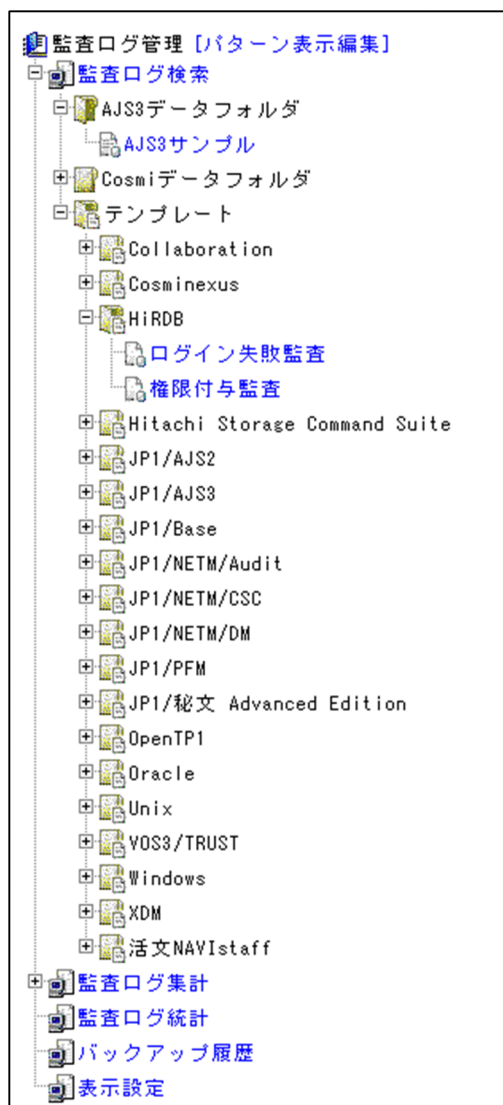 監査ログ管理 [パターン表示編集]
監査ログ検索
AJS3データフォルダ
AJS3サンプル
Cosmiデータフォルダ
テンプレート
Collaboration
Cosminexus
HiRDB
ログイン失敗監査
権限付与監査
Hitachi Storage Command Suite
JP1/AJS2
JP1/AJS3
JP1/Base
JP1/NETM/Audit
JP1/NETM/CSC
JP1/NETM/DM
JP1/PFM
JP1/秘文 Advanced Edition
OpenTP1
Oracle
Unix
VOS3/TRUST
Windows
XDM
活文NAVIstaff
監査ログ集計
監査ログ統計
バックアップ履歴
表示設定